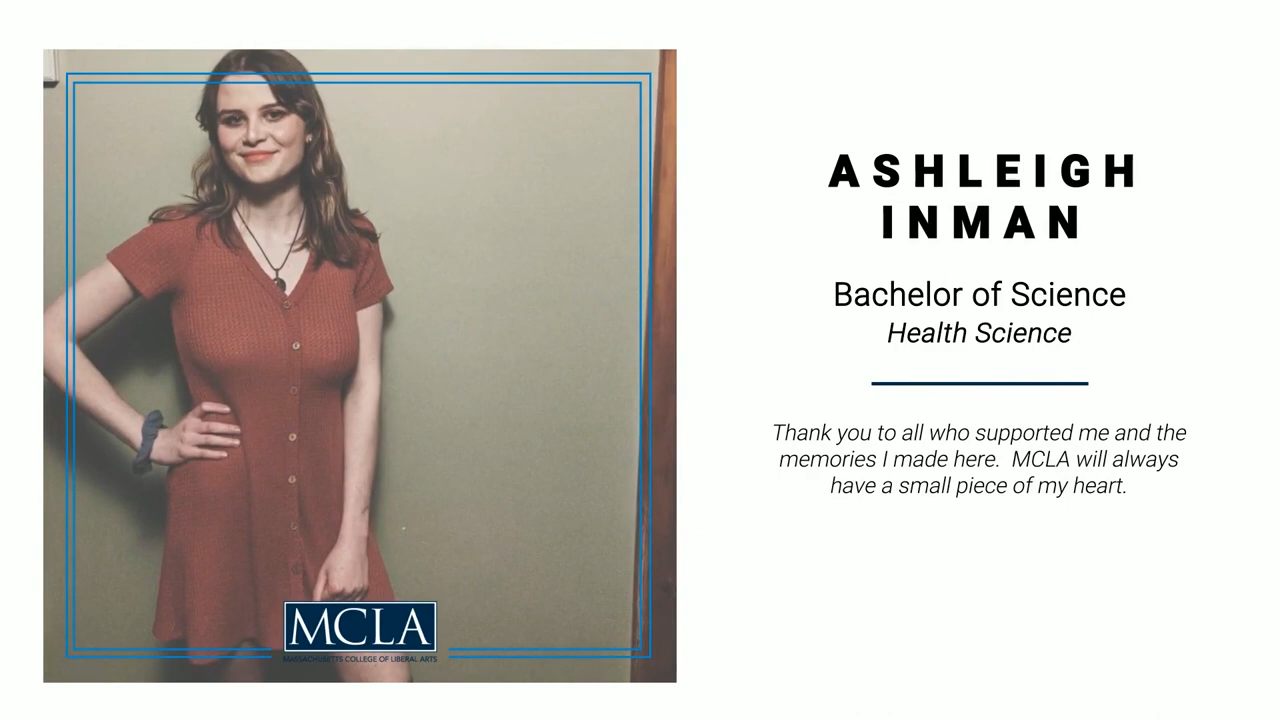 ASHLEIGH
INMAN
Bachelor of Science
Health Science
Thank you to all who supported me and the
memories I made here.  MCLA will always
have a small piece of my heart.
MCLA
MASSACHUSETTS COLLEGE OF LIBERAL ARTS